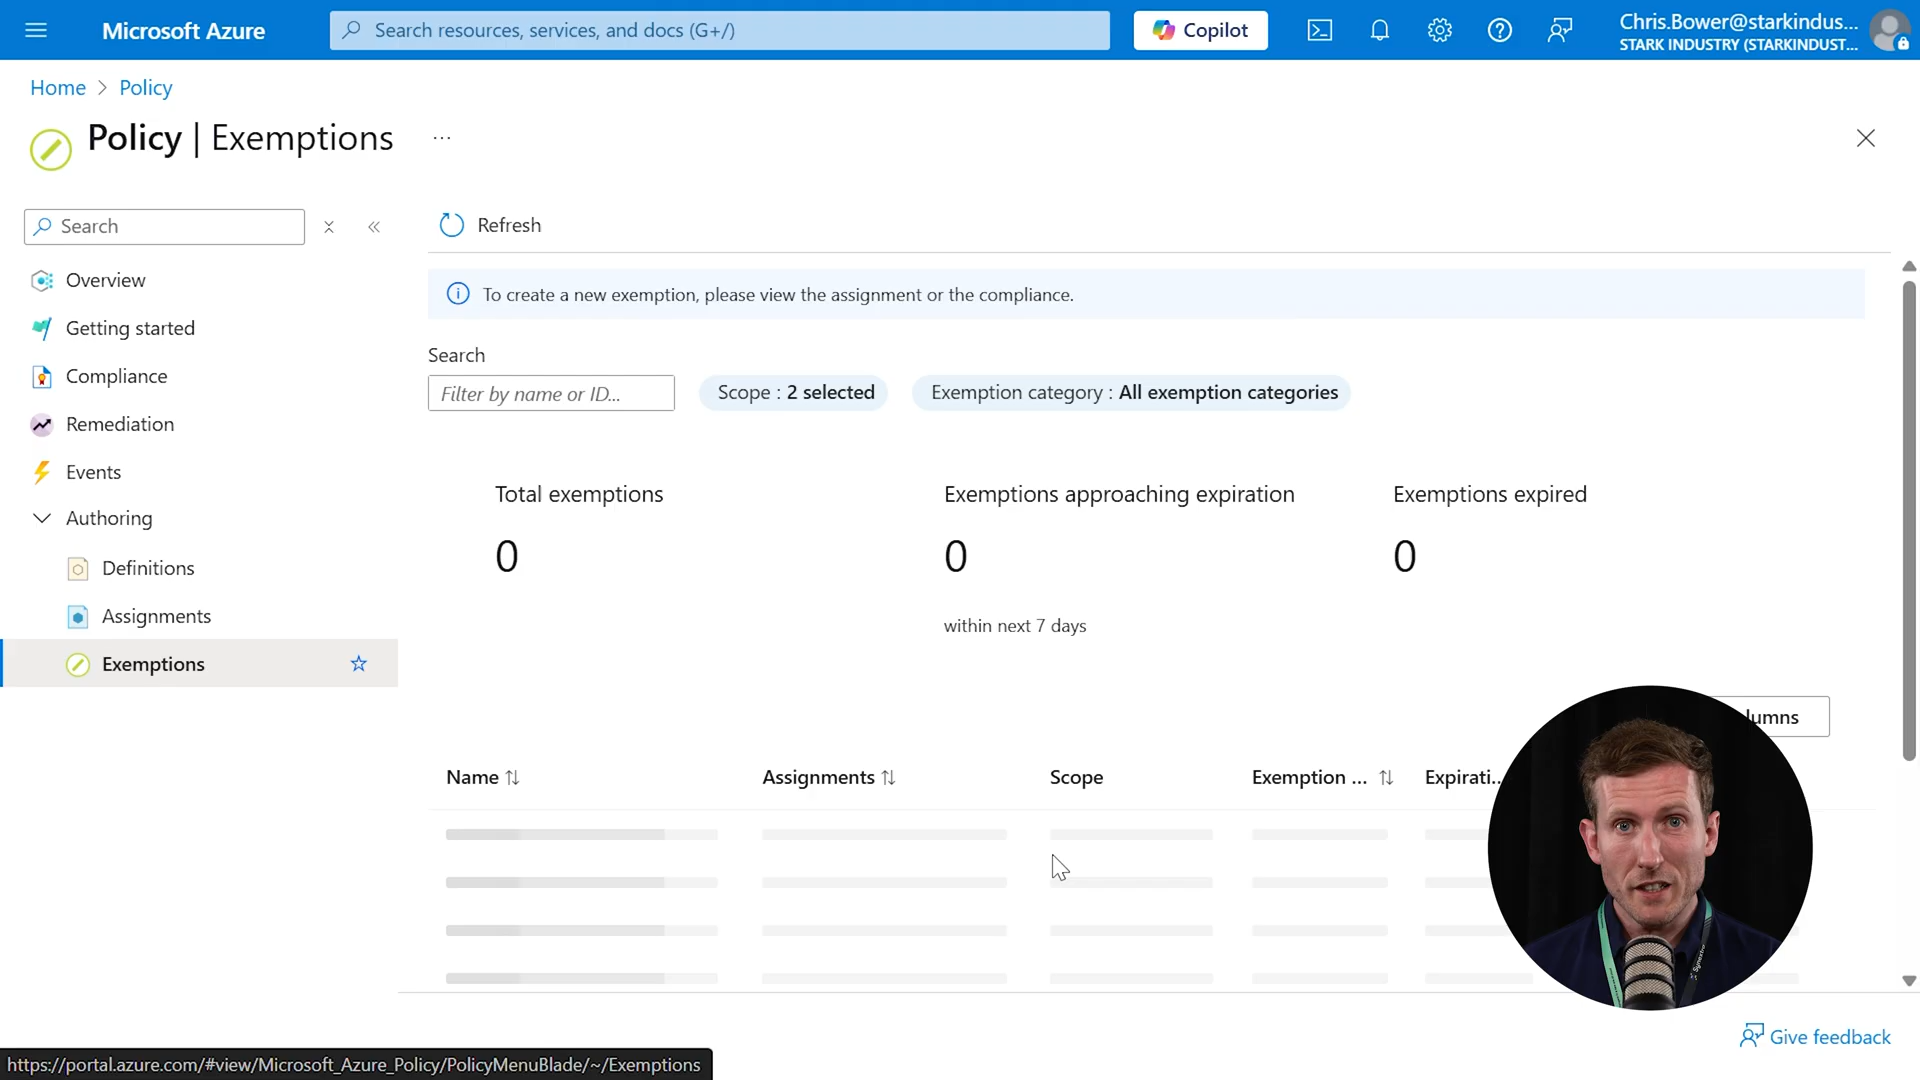 Microsoft Azure
Search resources, services, and docs (G+/)
Copilot
Chris.Bower@starkindus...
STARK INDUSTRY (STARKINDUST...
Home > Policy
Policy | Exemptions ...
Search
Refresh
Overview
Getting started
Compliance
Remediation
Events
Authoring
Definitions
Assignments
Exemptions
To create a new exemption, please view the assignment or the compliance.
Search
Filter by name or ID...
Scope : 2 selected
Exemption category : All exemption categories
Total exemptions
0
Exemptions approaching expiration
0
within next 7 days
Exemptions expired
0
lumns
Name
Assignments
Scope
Exemption ...
Expirati...
Synextra
Give feedback
https://portal.azure.com/#view/Microsoft_Azure_Policy/PolicyMenuBlade/~/Exemptions